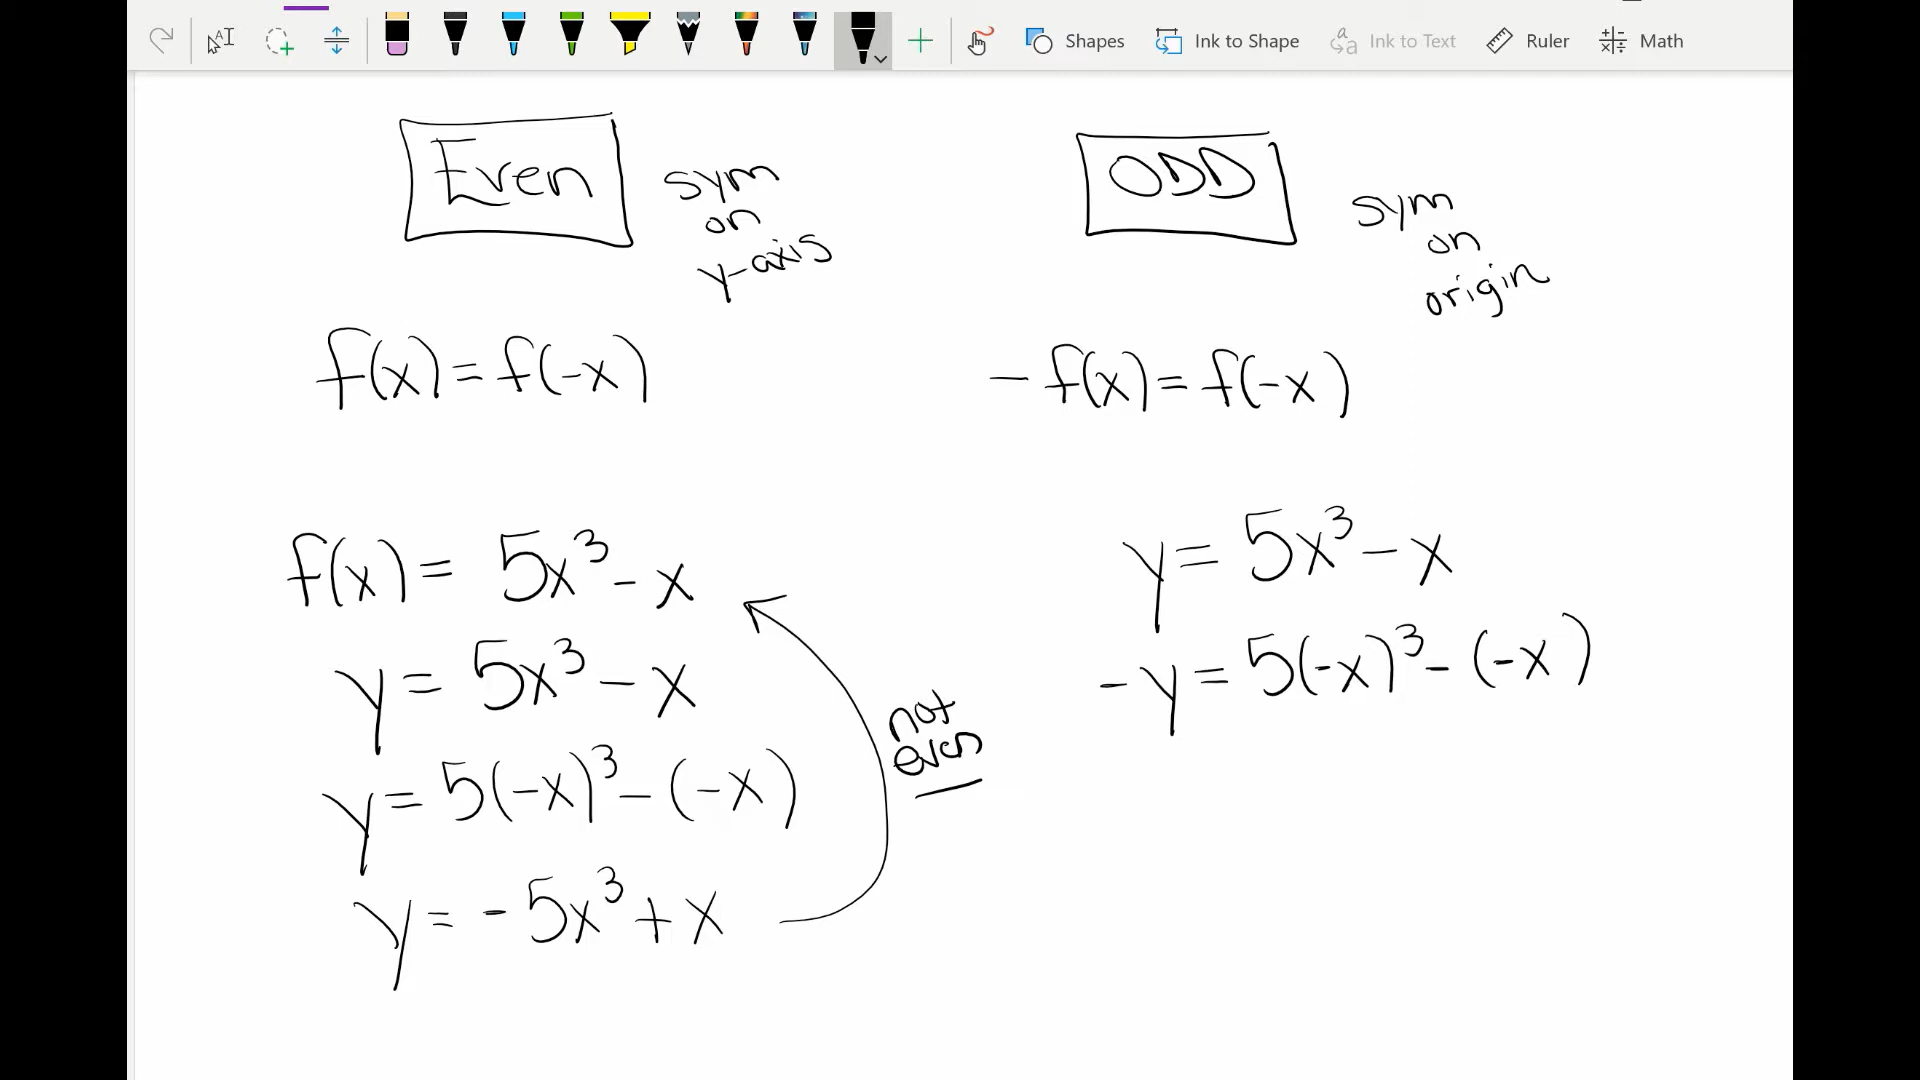 Shapes
Ink to Shape
Ink to Text
Ruler
Math
Even
sym
on
y-axis
f(x) = f(-x)
f(x) = 5x³ - x
y = 5x³ - x
y = 5(-x)³ - (-x)
y = -5x³ + x
not
even
ODD
sym
on
origin
- f(x) = f(-x)
y = 5x³ - x
-y = 5(-x)³ - (-x)